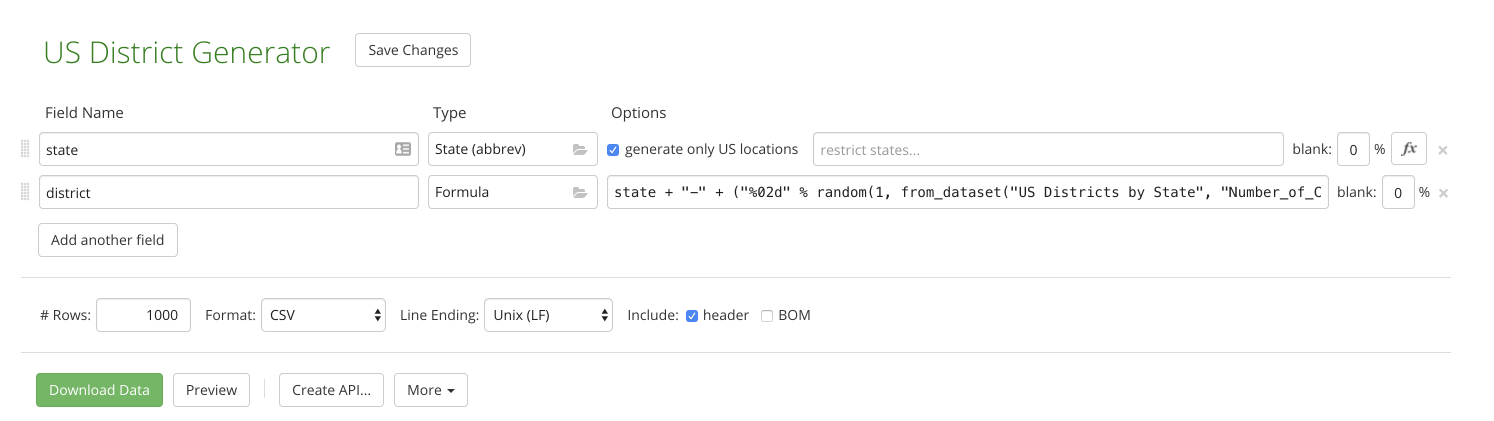 US District Generator Save Changes
Field Name Type Options
state State (abbrev) generate only US locations restrict states... blank: 0 % fx
district Formula state + "-" + ("%02d" % random(1, from_dataset("US Districts by State", "Number_of_C blank: 0 %
Add another field
# Rows: 1000 Format: CSV Line Ending: Unix (LF) Include: header BOM
Download Data Preview Create API... More